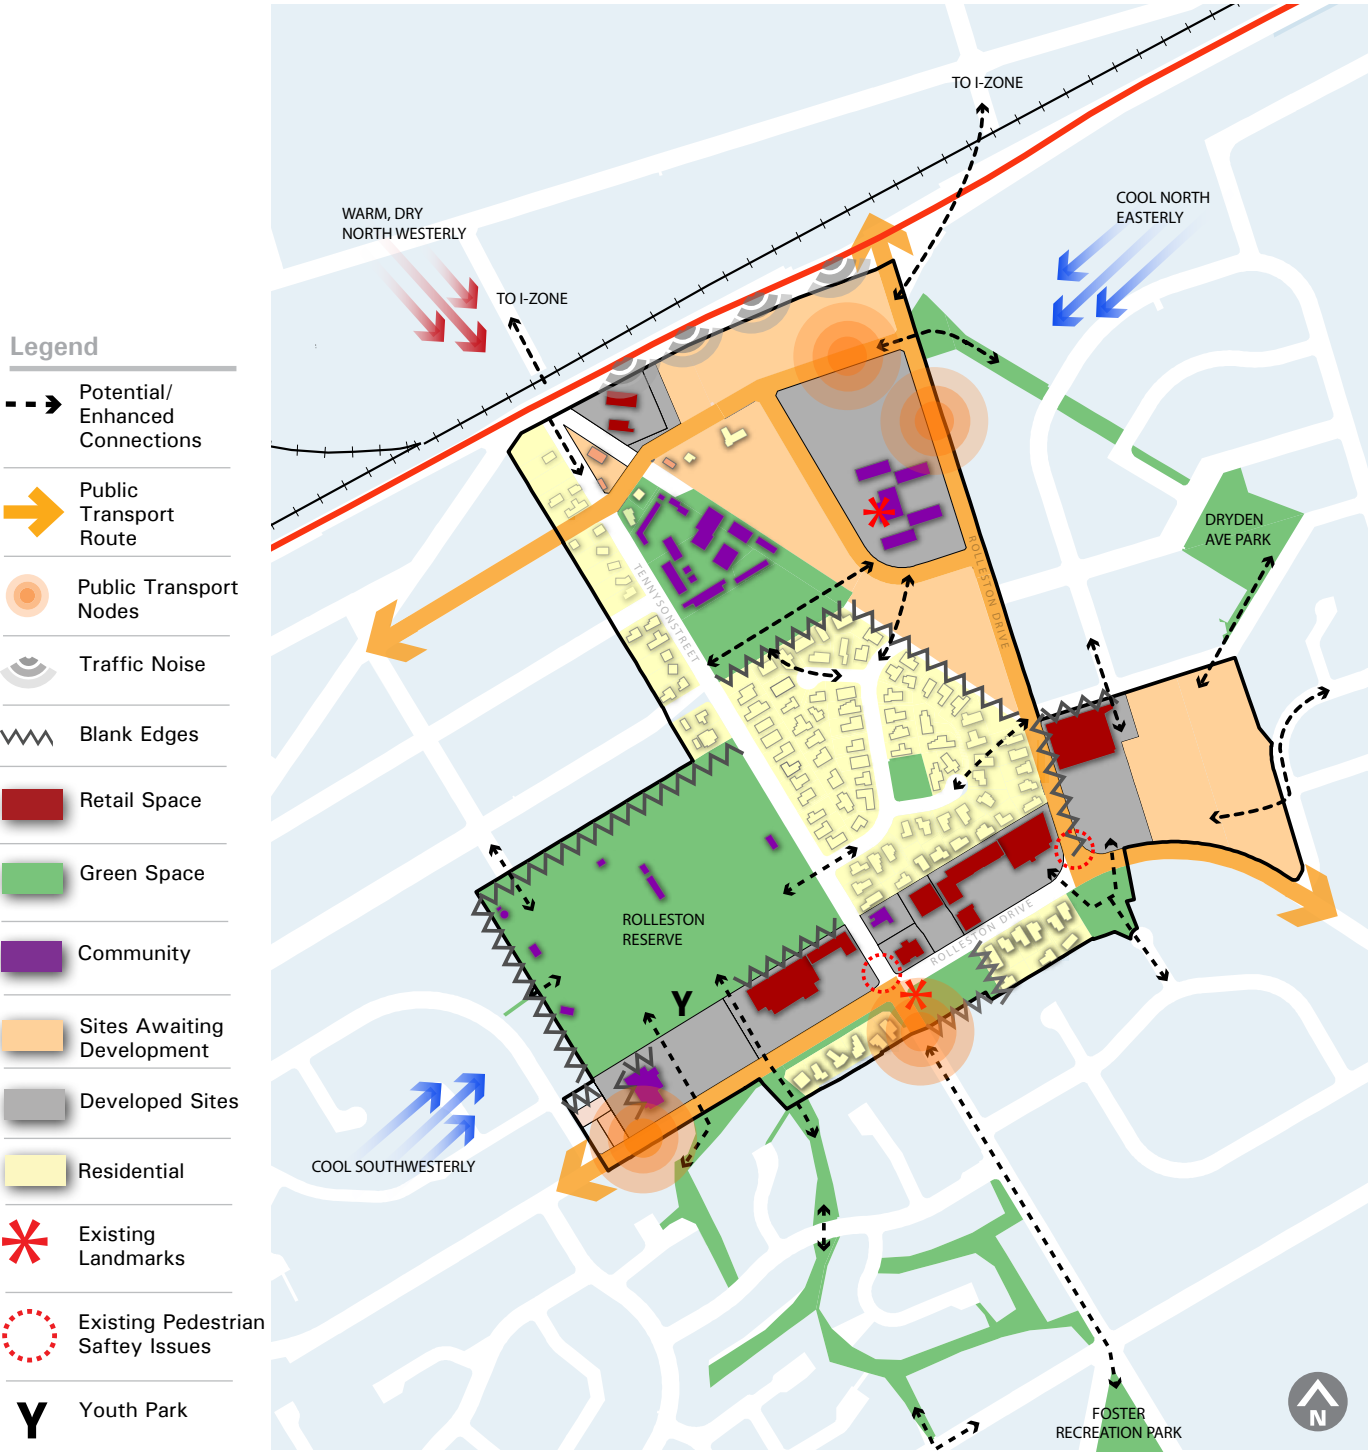 Legend
Potential/
Enhanced
Connections
Public
Transport
Route
Public Transport
Nodes
Traffic Noise
Blank Edges
Retail Space
Green Space
Community
Sites Awaiting
Development
Developed Sites
Residential
Existing
Landmarks
Existing Pedestrian
Saftey Issues
Y
Youth Park
TO I-ZONE
WARM, DRY
NORTH WESTERLY
COOL NORTH
EASTERLY
TO I-ZONE
DRYDEN
AVE PARK
ROLLESTON DRIVE
TENNYSON STREET
ROLLESTON
RESERVE
ROLLESTON DRIVE
Y
COOL SOUTHWESTERLY
FOSTER
RECREATION PARK
N